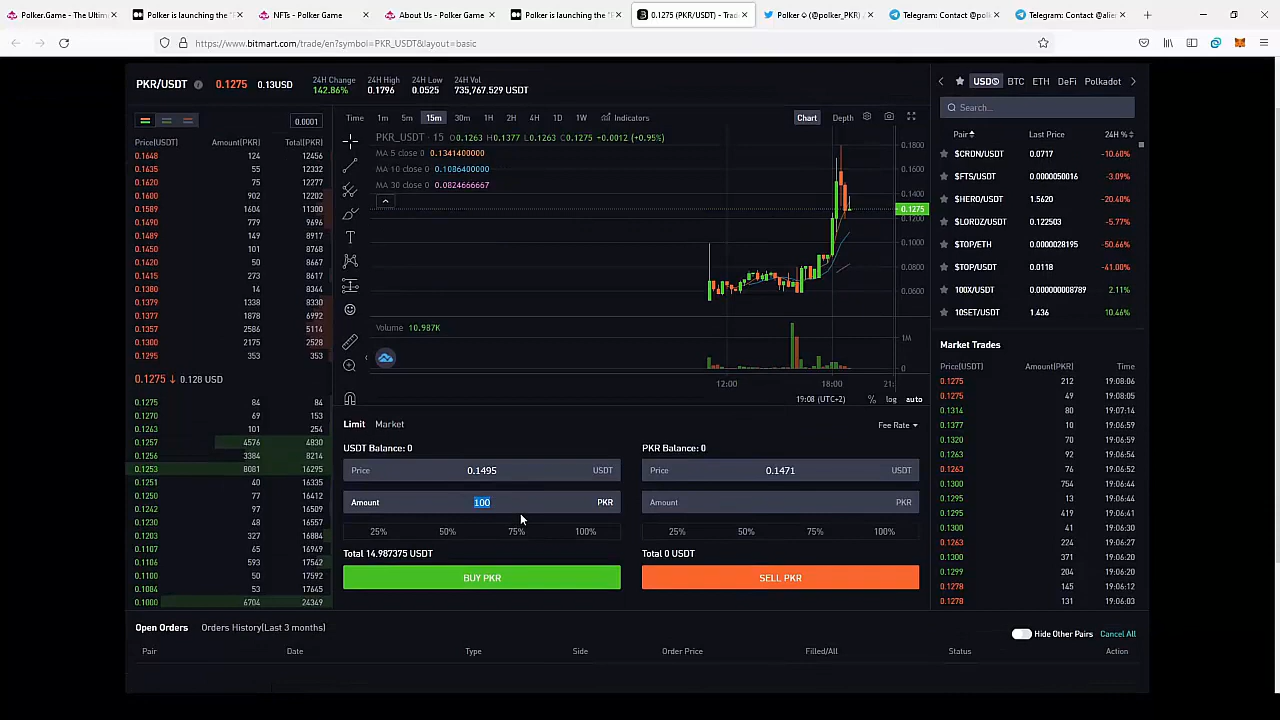 Polker.Game - Polker.Game
Polker is launching the "P
NFTs - Polker.Game
About Us - Polker.Game
Polker is launching the "P
0.1275 (PKR/USDT) - Trade
Polker (@polker_PKR)
Telegram: Contact @polk
Telegram: Contact @alien
https://www.bitmart.com/trade/en?symbol=PKR_USDT&layout=basic
PKR/USDT 0.1275 0.13USD
24H Change 24H High 24H Low 24H Vol
142.86% 0.1796 0.0525 735,767.529 USDT
0.0001
Price(USDT) Amount(PKR) Total(PKR)
0.1648 124 12456
0.1635 55 12332
0.1620 75 12277
0.1600 902 12202
0.1589 1604 11300
0.1490 779 9696
0.1489 149 8917
0.1450 101 8768
0.1420 50 8667
0.1415 273 8617
0.1380 14 8344
0.1379 1338 8330
0.1377 1878 6992
0.1357 2586 5114
0.1300 2175 2528
0.1295 353 353
0.1275 ↓ 0.128 USD
0.1275 84 84
0.1270 69 153
0.1263 101 254
0.1257 4576 4830
0.1256 3384 8214
0.1253 8081 16295
0.1251 40 16335
0.1250 77 16412
0.1242 97 16509
0.1230 48 16557
0.1203 327 16884
0.1107 65 16949
0.1106 593 17542
0.1100 50 17592
0.1084 53 17645
0.1000 6704 24349
Time 1m 5m 15m 30m 1H 2H 4H 1D 1W Indicators Chart Depth
PKR_USDT · 15 O 0.1263 H 0.1377 L 0.1263 C 0.1275 +0.0012 (+0.95%)
MA 5 close 0 0.1341400000
MA 10 close 0 0.1086400000
MA 30 close 0 0.0824666667
0.1800
0.1400
0.1275
0.1200
0.1000
0.0800
0.0600
Volume 10.987K
1M
0
12:00 18:00 21:
19:08 (UTC+2) % log auto
Limit Market Fee Rate
USDT Balance: 0
Price 0.1495 USDT
Amount 100 PKR
25% 50% 75% 100%
Total 14.987375 USDT
BUY PKR
PKR Balance: 0
Price 0.1471 USDT
Amount PKR
25% 50% 75% 100%
Total 0 USDT
SELL PKR
USD BTC ETH DeFi Polkadot
Search...
Pair Last Price 24H %
$CRDN/USDT 0.0717 -10.60%
$FTS/USDT 0.0000050016 -3.09%
$HERO/USDT 1.5620 -20.40%
$LORDZ/USDT 0.122503 -5.77%
$TOP/ETH 0.0000028195 -50.66%
$TOP/USDT 0.0118 -41.00%
100X/USDT 0.000000008789 2.11%
10SET/USDT 1.436 10.46%
Market Trades
Price(USDT) Amount(PKR) Time
0.1275 212 19:08:06
0.1275 49 19:08:05
0.1314 80 19:07:14
0.1377 10 19:06:59
0.1320 70 19:06:59
0.1263 92 19:06:54
0.1263 76 19:06:52
0.1300 754 19:06:44
0.1295 13 19:06:44
0.1295 419 19:06:41
0.1300 41 19:06:27
0.1263 224 19:06:23
0.1300 371 19:06:20
0.1299 204 19:06:20
0.1278 145 19:06:12
0.1278 131 19:06:03
Open Orders Orders History(Last 3 months) Hide Other Pairs Cancel All
Pair Date Type Side Order Price Filled/All Status Action